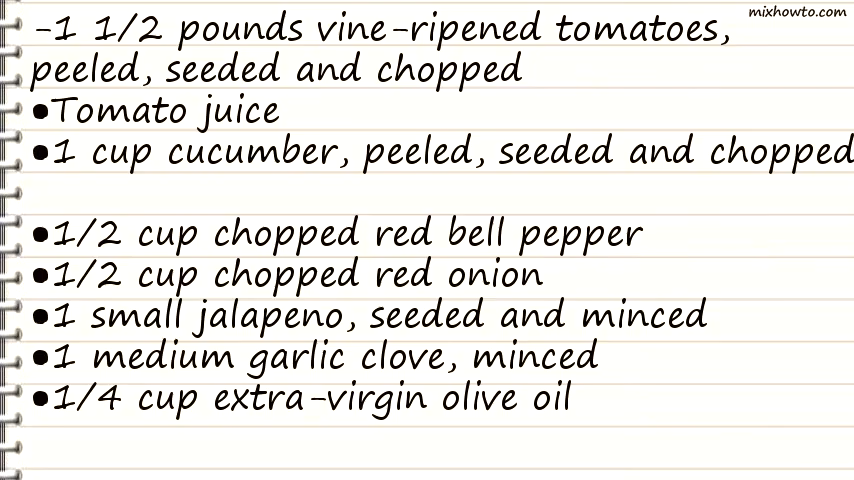 mixhowto.com
-1 1/2 pounds vine-ripened tomatoes,
peeled, seeded and chopped
•Tomato juice
•1 cup cucumber, peeled, seeded and chopped
•1/2 cup chopped red bell pepper
•1/2 cup chopped red onion
•1 small jalapeno, seeded and minced
•1 medium garlic clove, minced
•1/4 cup extra-virgin olive oil